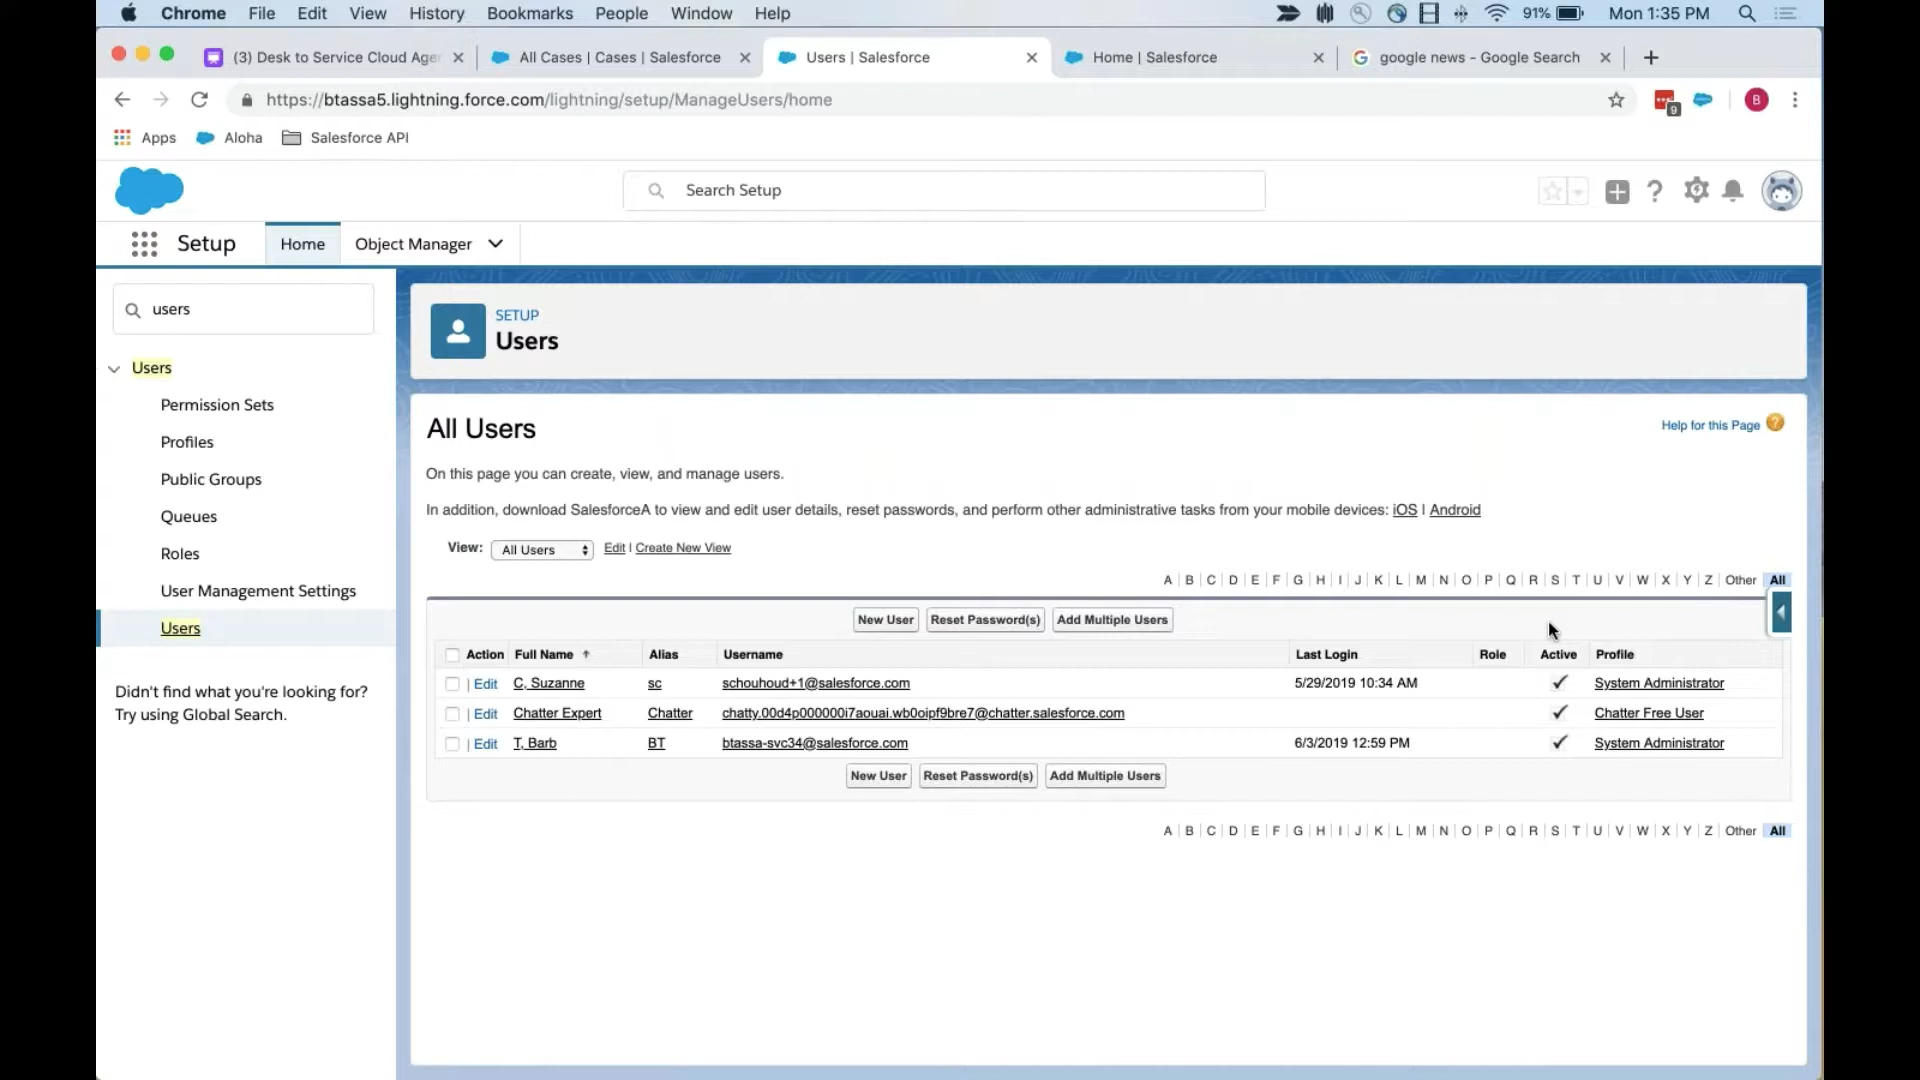 Chrome File Edit View History Bookmarks People Window Help 91% Mon 1:35 PM
(3) Desk to Service Cloud Age All Cases | Cases | Salesforce Users | Salesforce Home | Salesforce google news - Google Search
https://btassa5.lightning.force.com/lightning/setup/ManageUsers/home 9 B
Apps Aloha Salesforce API
Search Setup
Setup Home Object Manager
users
Users
Permission Sets
Profiles
Public Groups
Queues
Roles
User Management Settings
Users
Didn't find what you're looking for?
Try using Global Search.
SETUP
Users
All Users
Help for this Page ?
On this page you can create, view, and manage users.
In addition, download SalesforceA to view and edit user details, reset passwords, and perform other administrative tasks from your mobile devices: iOS | Android
View: All Users Edit | Create New View
A | B | C | D | E | F | G | H | I | J | K | L | M | N | O | P | Q | R | S | T | U | V | W | X | Y | Z | Other All
New User Reset Password(s) Add Multiple Users
Action Full Name Alias Username Last Login Role Active Profile
| Edit C, Suzanne sc schouhoud+1@salesforce.com 5/29/2019 10:34 AM System Administrator
| Edit Chatter Expert Chatter chatty.00d4p000000i7aouai.wb0oipf9bre7@chatter.salesforce.com Chatter Free User
| Edit T, Barb BT btassa-svc34@salesforce.com 6/3/2019 12:59 PM System Administrator
New User Reset Password(s) Add Multiple Users
A | B | C | D | E | F | G | H | I | J | K | L | M | N | O | P | Q | R | S | T | U | V | W | X | Y | Z | Other All